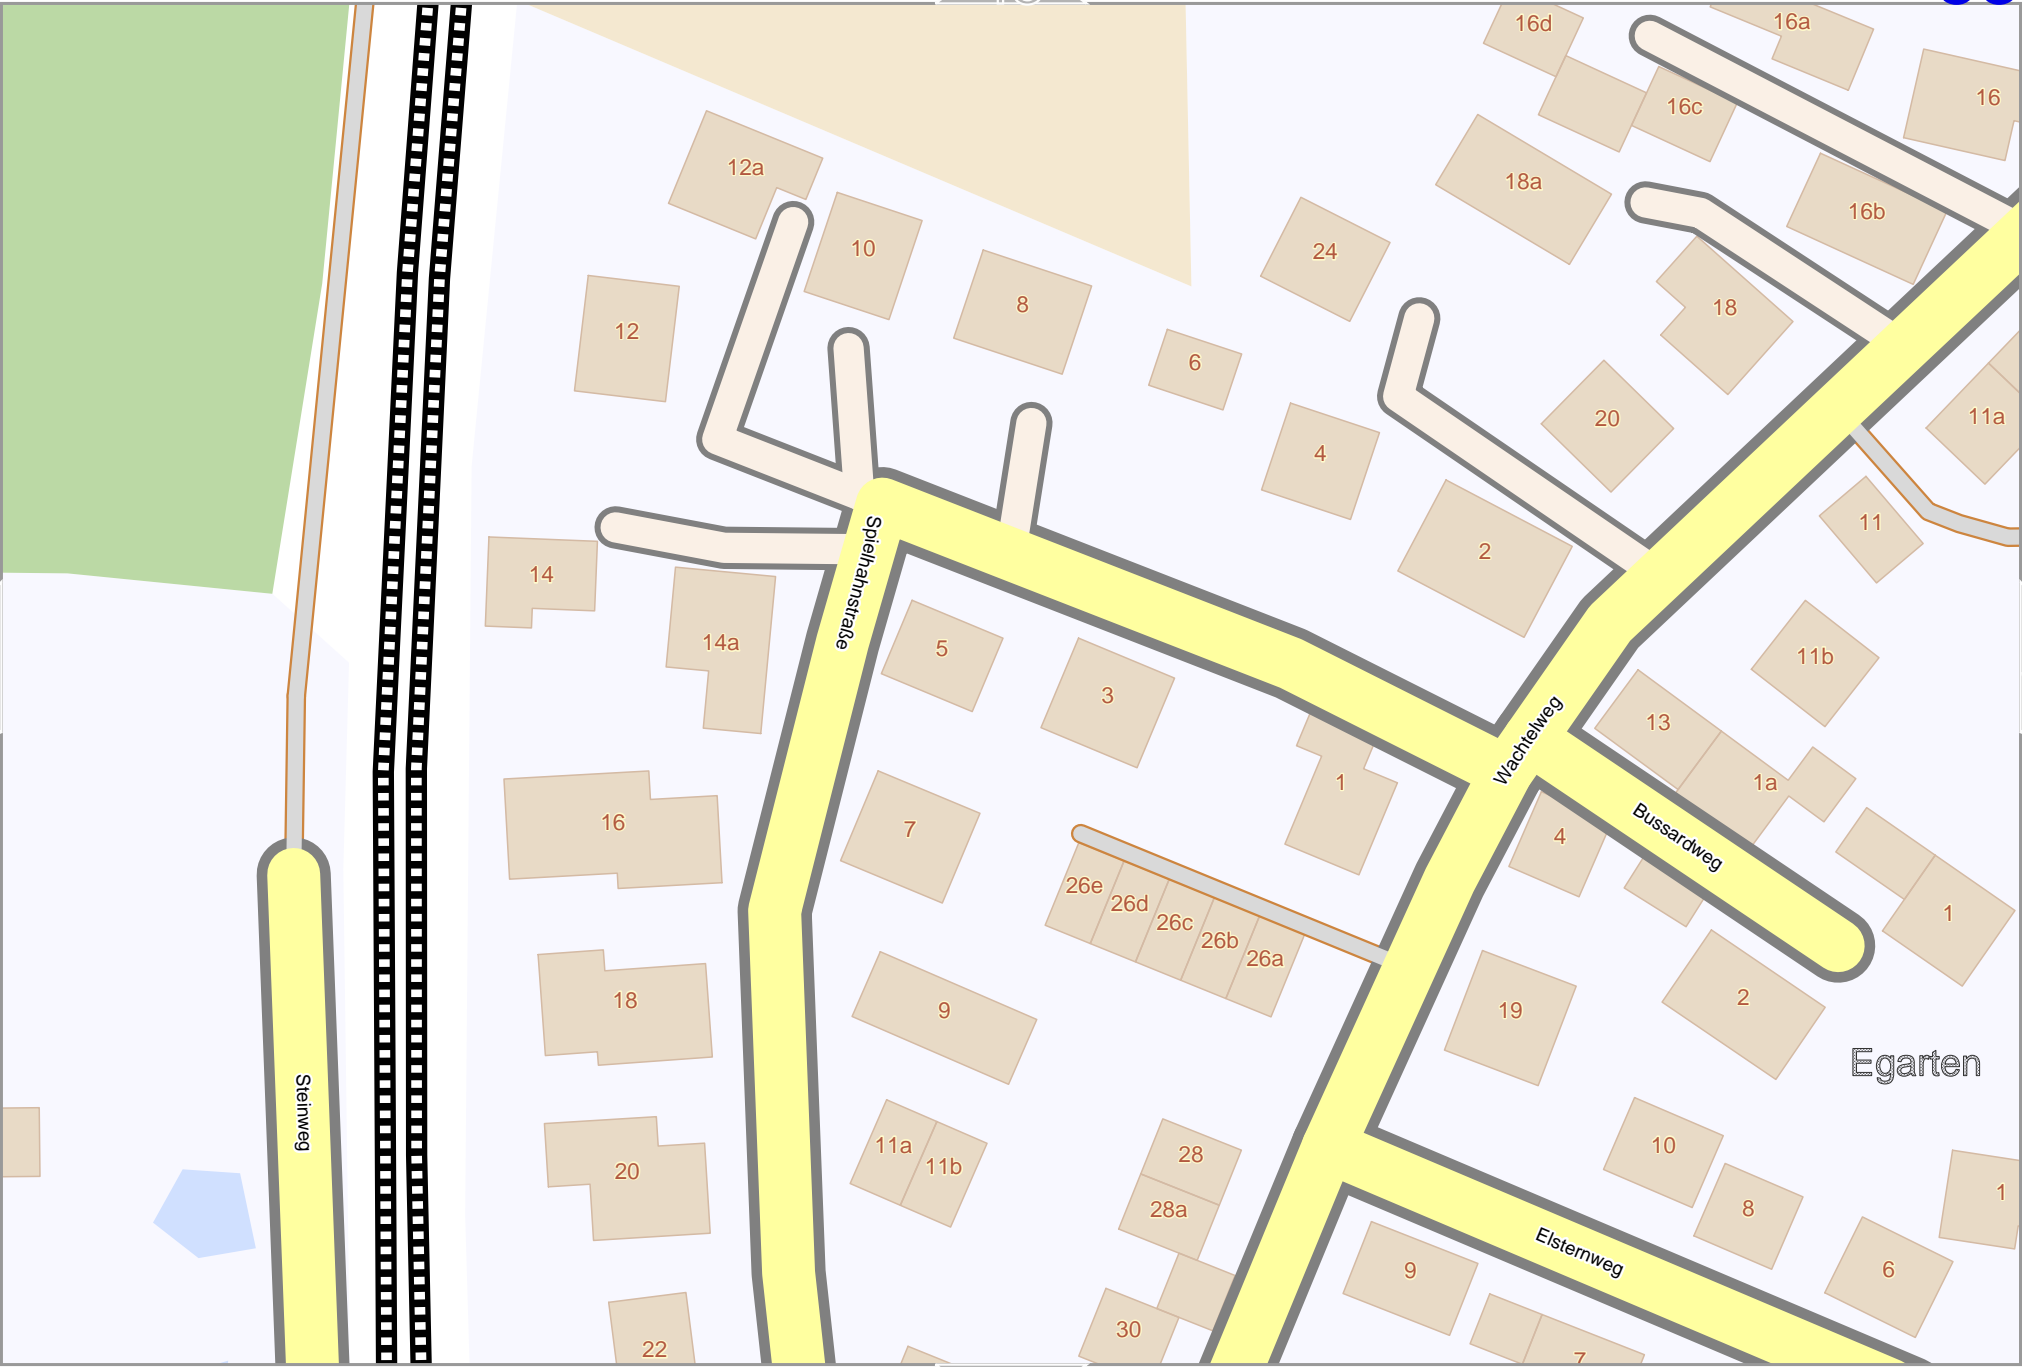 16d
16a
16
16c
12a
18a
16b
10
24
8
18
12
6
20
11a
4
11
2
14
Spielhahnstraße
14a
5
11b
3
13
Wachtelweg
1
1a
16
7
4
Bussardweg
26e
26d
26c
26b
26a
1
18
9
19
2
Egarten
Steinweg
11a
11b
28
10
20
28a
8
1
Elsternweg
9
6
30
22
7